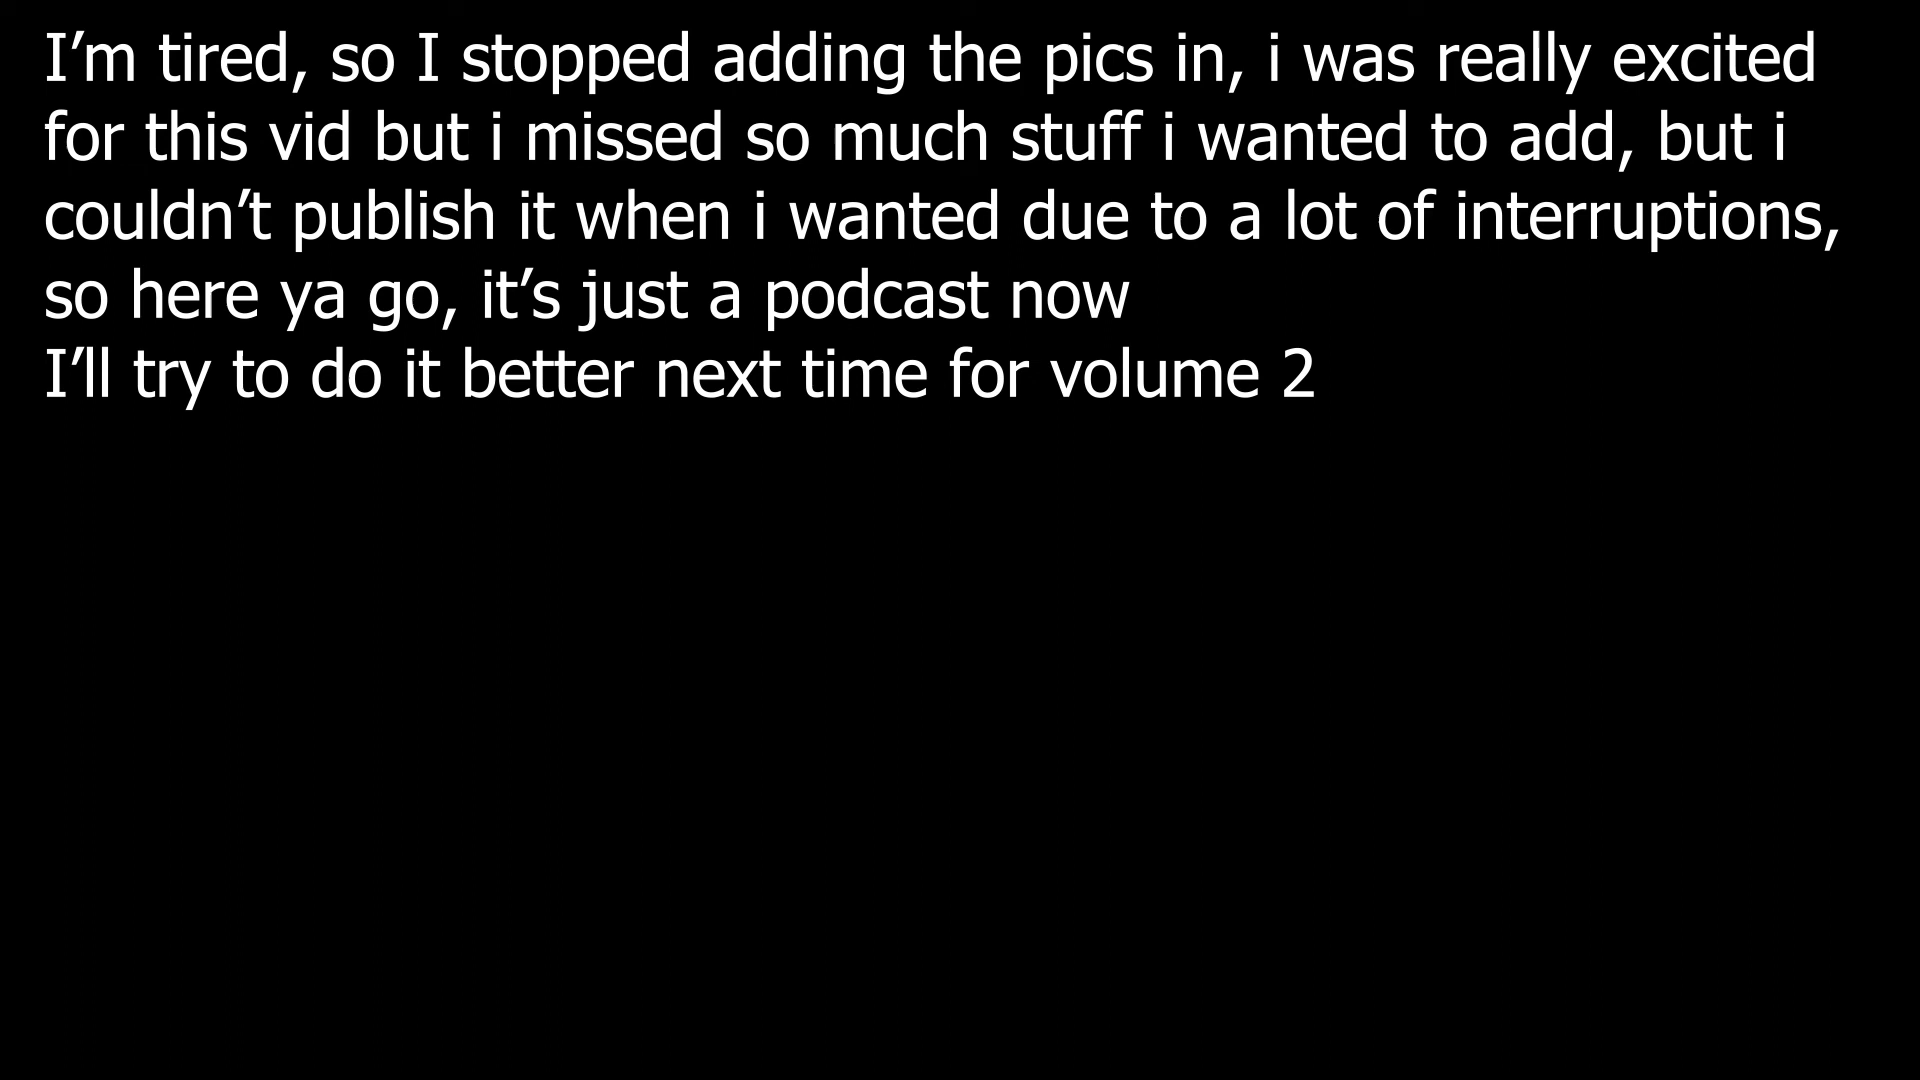 I’m tired, so I stopped adding the pics in, i was really excited
for this vid but i missed so much stuff i wanted to add, but i
couldn’t publish it when i wanted due to a lot of interruptions,
so here ya go, it’s just a podcast now
I’ll try to do it better next time for volume 2